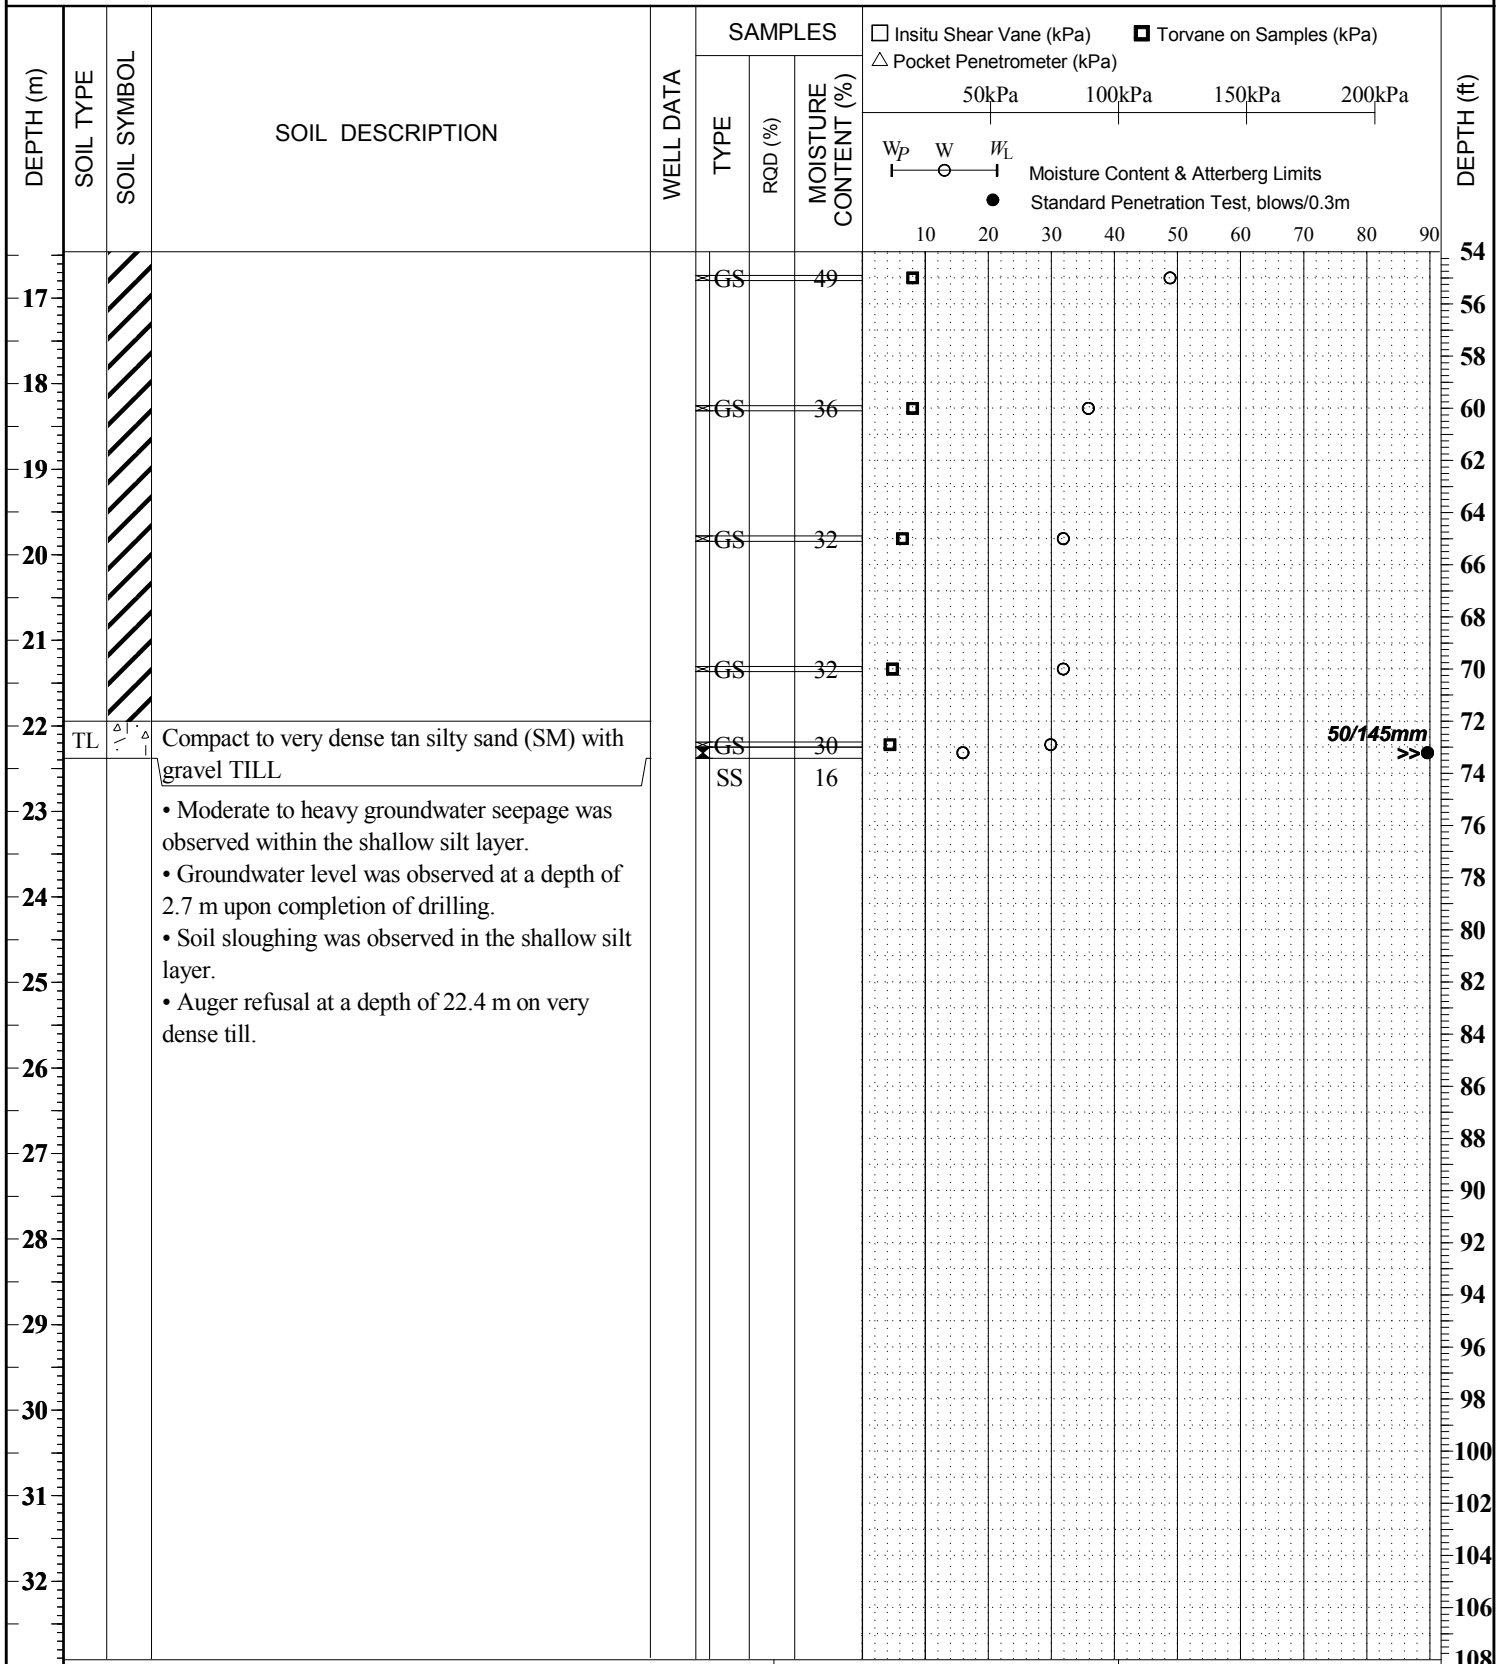 DEPTH (m)
SOIL TYPE
SOIL SYMBOL
SOIL DESCRIPTION
WELL DATA
SAMPLES
TYPE
RQD (%)
MOISTURE
CONTENT (%)
Insitu Shear Vane (kPa)
Torvane on Samples (kPa)
Pocket Penetrometer (kPa)
50kPa 100kPa 150kPa 200kPa
WP W WL
Moisture Content & Atterberg Limits
Standard Penetration Test, blows/0.3m
10 20 30 40 50 60 70 80 90
DEPTH (ft)
54
GS 49
17
56
58
18
GS 36
60
19
62
64
GS 32
20
66
21
68
GS 32
70
22
72
TL
Compact to very dense tan silty sand (SM) with
gravel TILL
GS 30
50/145mm
>>
SS 16
74
23
• Moderate to heavy groundwater seepage was
observed within the shallow silt layer.
76
• Groundwater level was observed at a depth of
2.7 m upon completion of drilling.
24
78
• Soil sloughing was observed in the shallow silt
layer.
80
25
82
• Auger refusal at a depth of 22.4 m on very
dense till.
84
26
86
27
88
90
28
92
94
29
96
30
98
100
31
102
104
32
106
108